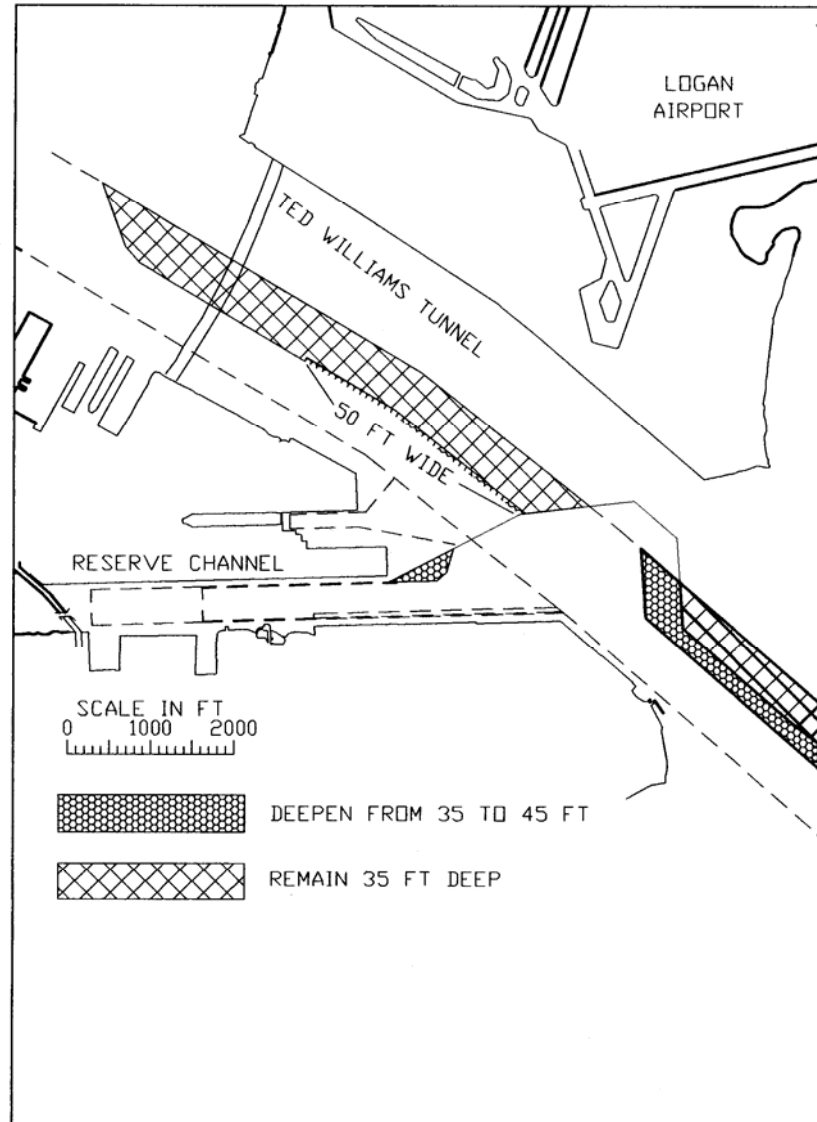 LOGAN
AIRPORT
TED WILLIAMS TUNNEL
50 FT WIDE
RESERVE CHANNEL
SCALE IN FT
0 1000 2000
DEEPEN FROM 35 TO 45 FT
REMAIN 35 FT DEEP